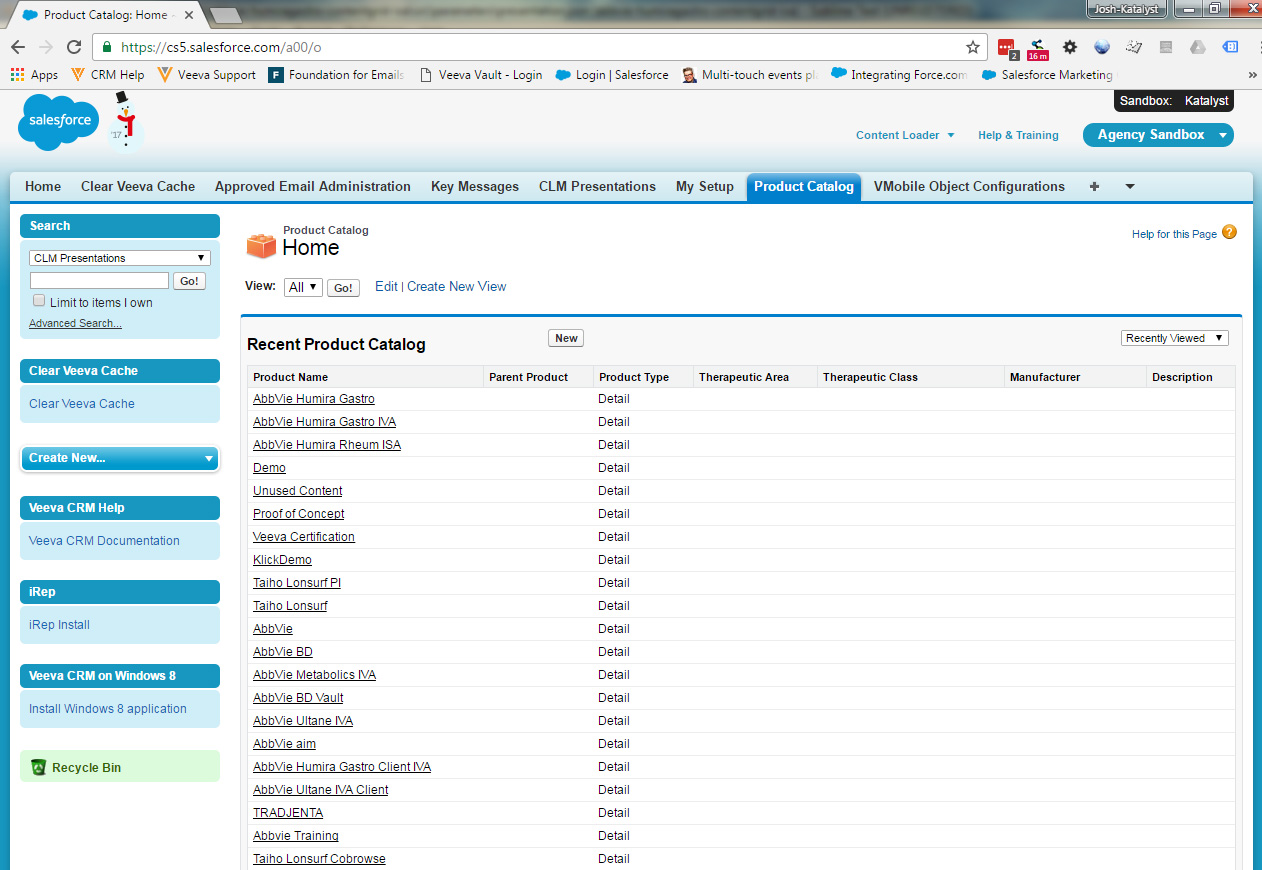 Product Catalog: Home -
Josh-Katalyst
https://cs5.salesforce.com/a00/o
2
16 m
Apps
CRM Help
Veeva Support
F
Foundation for Emails
Veeva Vault - Login
Login | Salesforce
Multi-touch events pl
Integrating Force.com
Salesforce Marketing
»
salesforce
'17
Sandbox: Katalyst
Content Loader
Help & Training
Agency Sandbox
Home
Clear Veeva Cache
Approved Email Administration
Key Messages
CLM Presentations
My Setup
Product Catalog
VMobile Object Configurations
+
Search
CLM Presentations
Go!
Limit to items I own
Advanced Search...
Clear Veeva Cache
Clear Veeva Cache
Create New...
Veeva CRM Help
Veeva CRM Documentation
iRep
iRep Install
Veeva CRM on Windows 8
Install Windows 8 application
Recycle Bin
Product Catalog
Home
Help for this Page ?
View: All Go! Edit | Create New View
Recent Product Catalog
New
Recently Viewed
Product Name Parent Product Product Type Therapeutic Area Therapeutic Class Manufacturer Description
AbbVie Humira Gastro Detail
AbbVie Humira Gastro IVA Detail
AbbVie Humira Rheum ISA Detail
Demo Detail
Unused Content Detail
Proof of Concept Detail
Veeva Certification Detail
KlickDemo Detail
Taiho Lonsurf PI Detail
Taiho Lonsurf Detail
AbbVie Detail
AbbVie BD Detail
AbbVie Metabolics IVA Detail
AbbVie BD Vault Detail
AbbVie Ultane IVA Detail
AbbVie aim Detail
AbbVie Humira Gastro Client IVA Detail
AbbVie Ultane IVA Client Detail
TRADJENTA Detail
Abbvie Training Detail
Taiho Lonsurf Cobrowse Detail